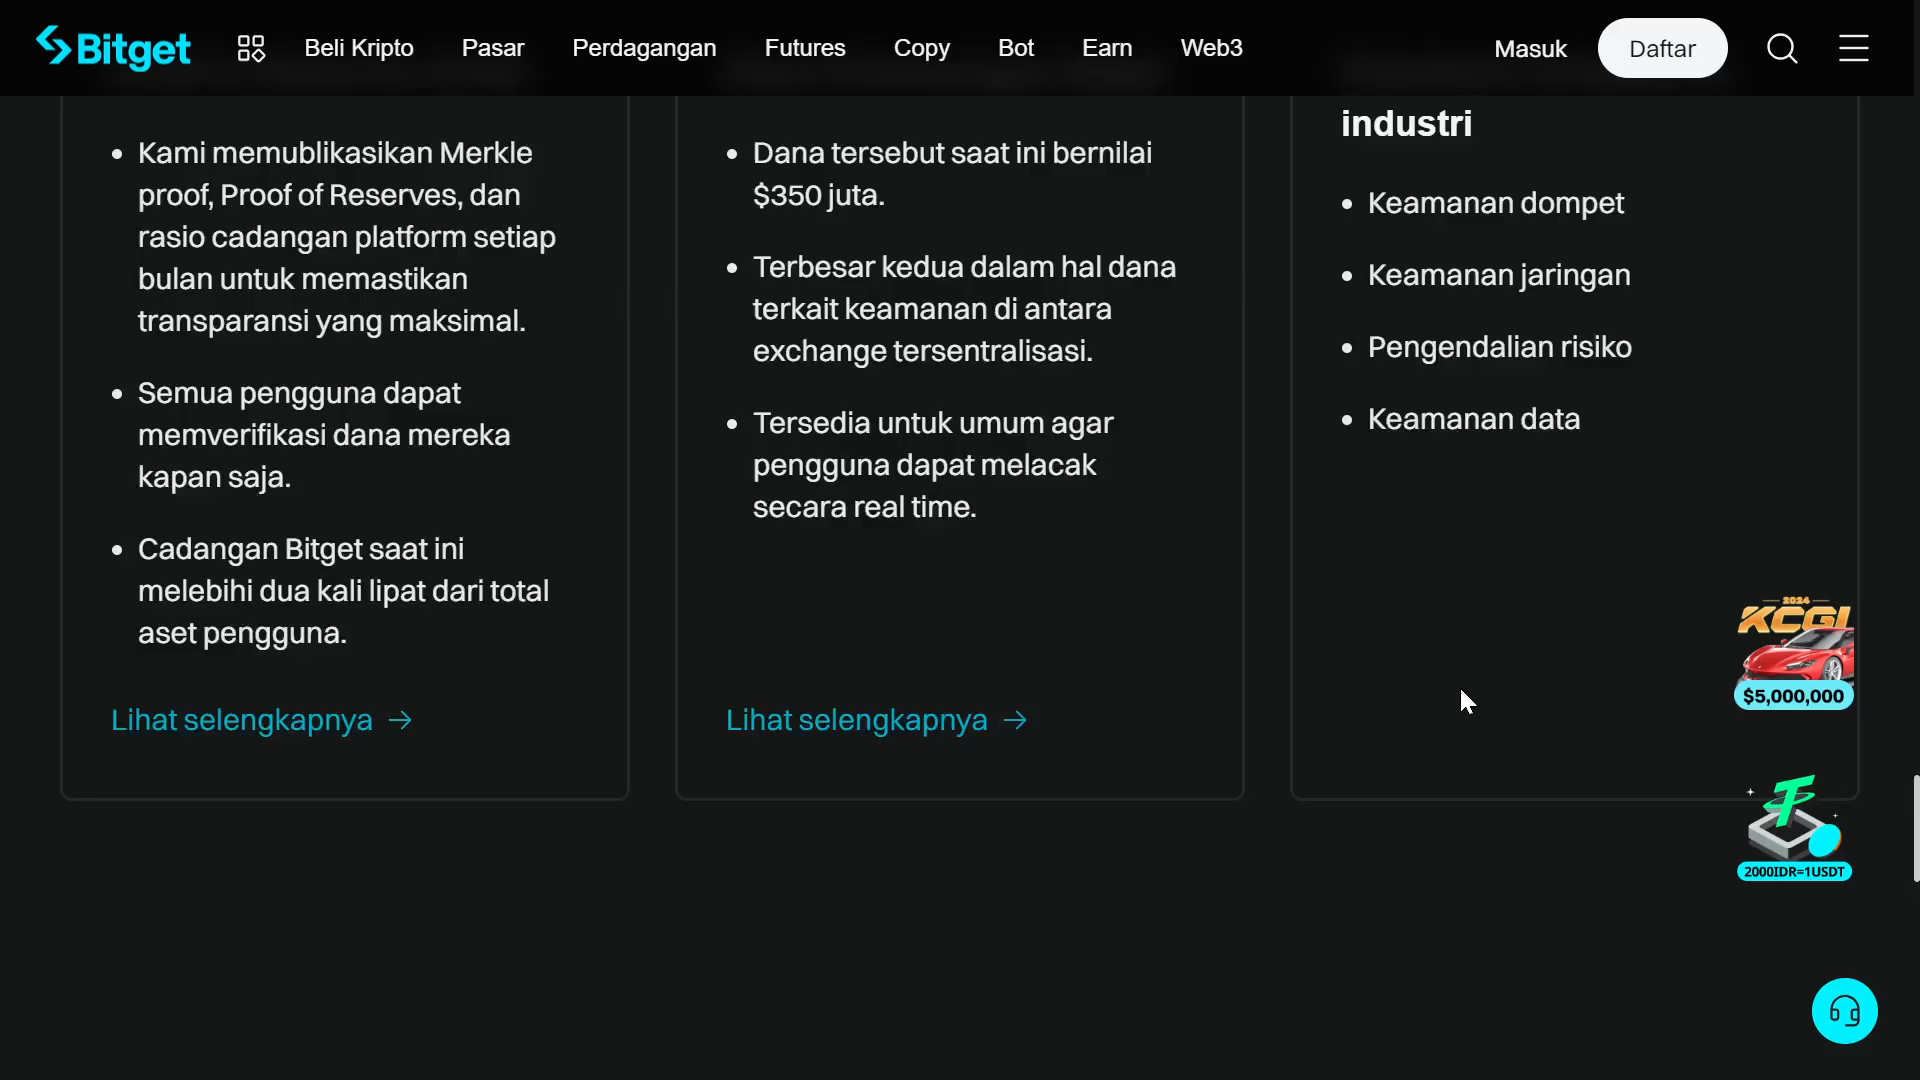 Bitget
Beli Kripto
Pasar
Perdagangan
Futures
Copy
Bot
Earn
Web3
Masuk
Daftar
Kami memublikasikan Merkle
proof, Proof of Reserves, dan
rasio cadangan platform setiap
bulan untuk memastikan
transparansi yang maksimal.
Semua pengguna dapat
memverifikasi dana mereka
kapan saja.
Cadangan Bitget saat ini
melebihi dua kali lipat dari total
aset pengguna.
Lihat selengkapnya
Dana tersebut saat ini bernilai
$350 juta.
Terbesar kedua dalam hal dana
terkait keamanan di antara
exchange tersentralisasi.
Tersedia untuk umum agar
pengguna dapat melacak
secara real time.
Lihat selengkapnya
industri
Keamanan dompet
Keamanan jaringan
Pengendalian risiko
Keamanan data
2024
KCGI
$5,000,000
2000IDR=1USDT